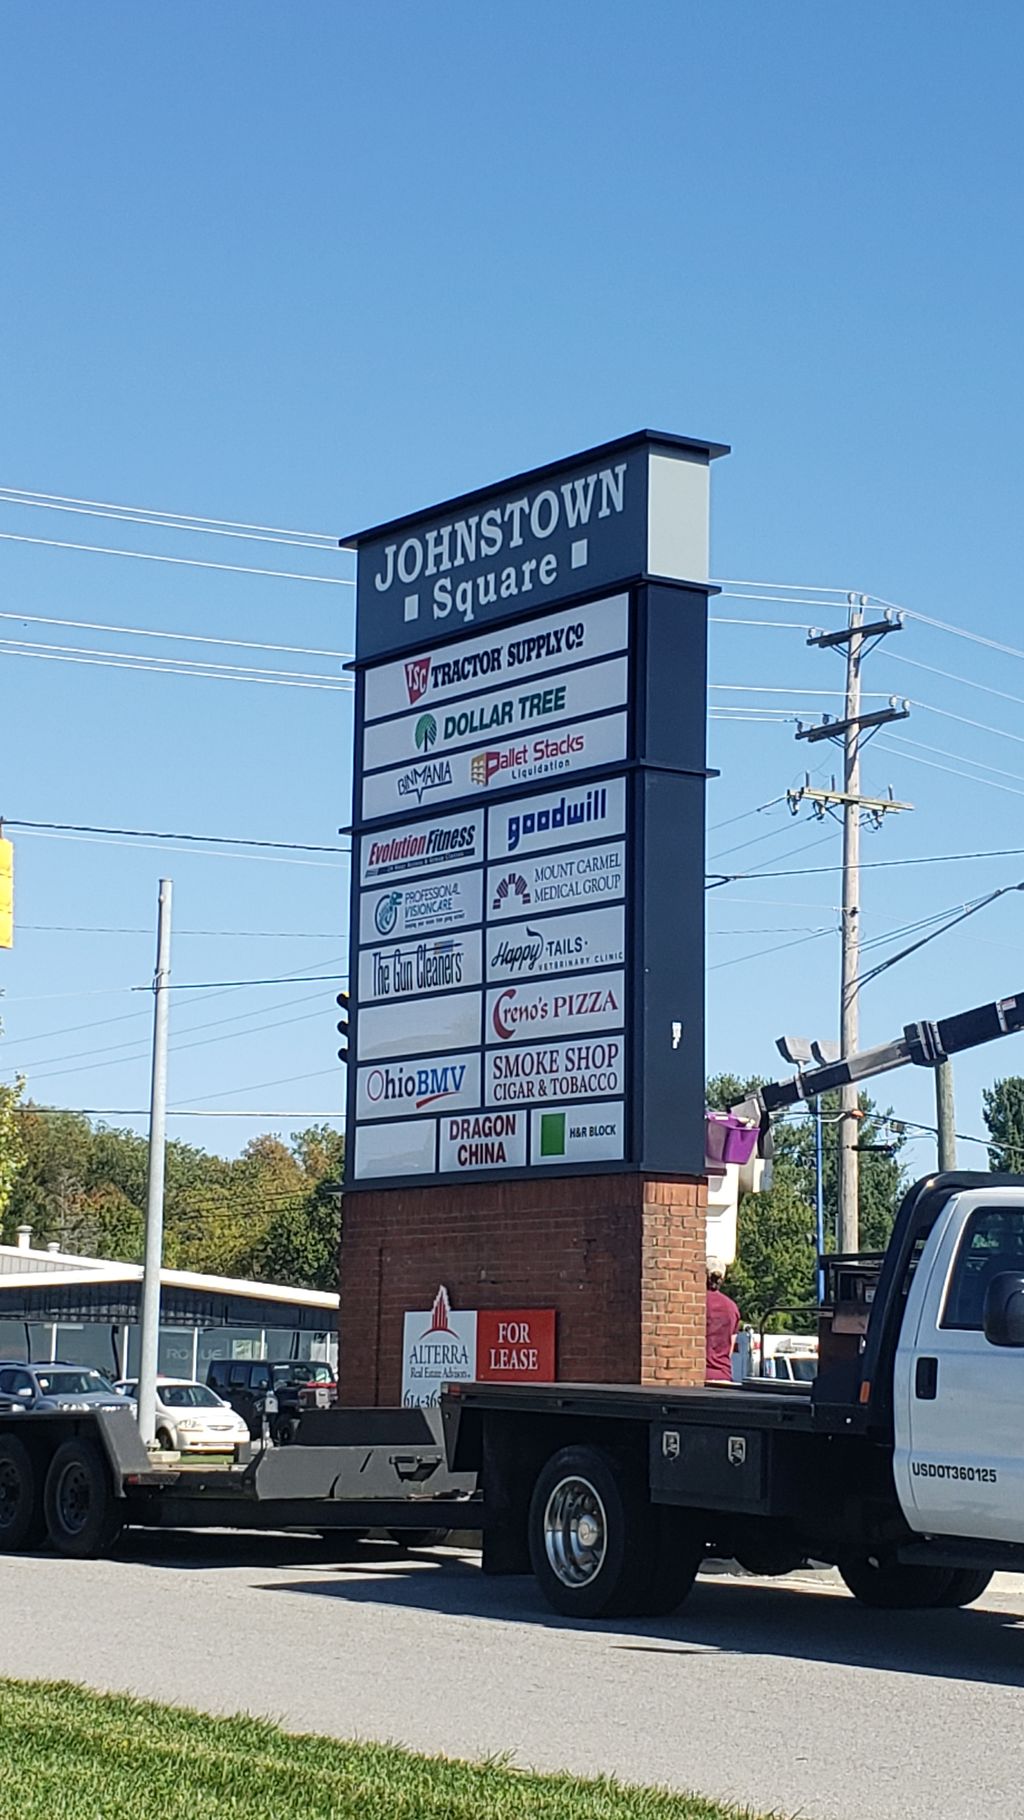 JOHNSTOWN
Square
TSC TRACTOR SUPPLY CO
DOLLAR TREE
BINMANIA
Pallet Stacks
Liquidation
Evolution Fitness
goodwill
PROFESSIONAL
VISIONCARE
MOUNT CARMEL
MEDICAL GROUP
The Gun Cleaners
Happy TAILS
VETERINARY CLINIC
Creno's PIZZA
OhioBMV
SMOKE SHOP
CIGAR & TOBACCO
DRAGON
CHINA
H&R BLOCK
ALTERRA
Real Estate Advisors
FOR
LEASE
USDOT360125